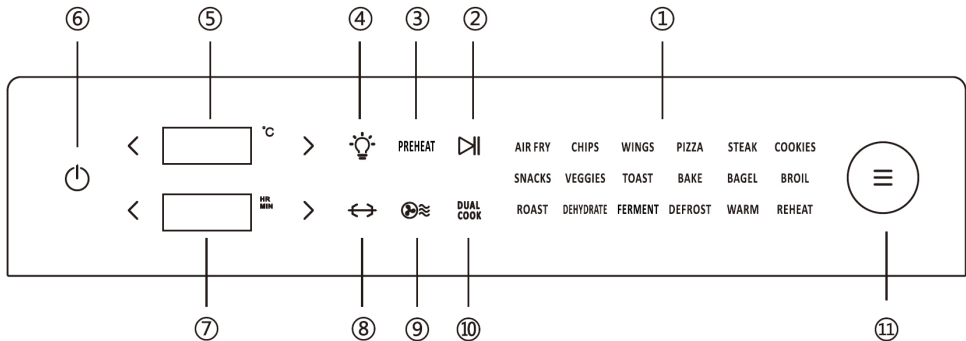 ⑥ ⑤ ④ ③ ② ①
℃
PREHEAT
AIR FRY CHIPS WINGS PIZZA STEAK COOKIES
SNACKS VEGGIES TOAST BAKE BAGEL BROIL
HR
MIN
DUAL
COOK
ROAST DEHYDRATE FERMENT DEFROST WARM REHEAT
⑦ ⑧ ⑨ ⑩ ⑪